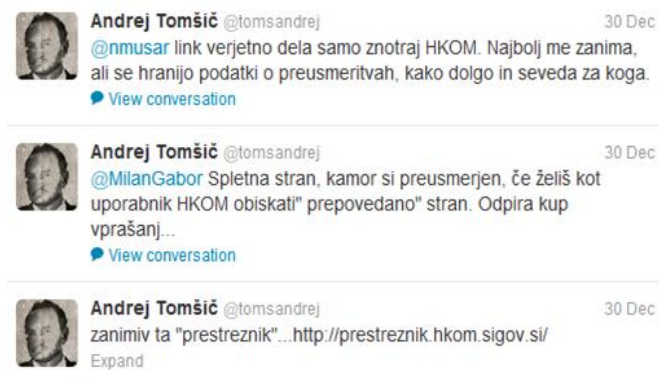 Andrej Tomšič @tomsandrej 30 Dec
@nmusar link verjetno dela samo znotraj HKOM. Najbolj me zanima,
ali se hranijo podatki o preusmeritvah, kako dolgo in seveda za koga.
View conversation
Andrej Tomšič @tomsandrej 30 Dec
@MilanGabor Spletna stran, kamor si preusmerjen, če želiš kot
uporabnik HKOM obiskati" prepovedano" stran. Odpira kup
vprašanj...
View conversation
Andrej Tomšič @tomsandrej 30 Dec
zanimiv ta "prestreznik"...http://prestreznik.hkom.sigov.si/
Expand